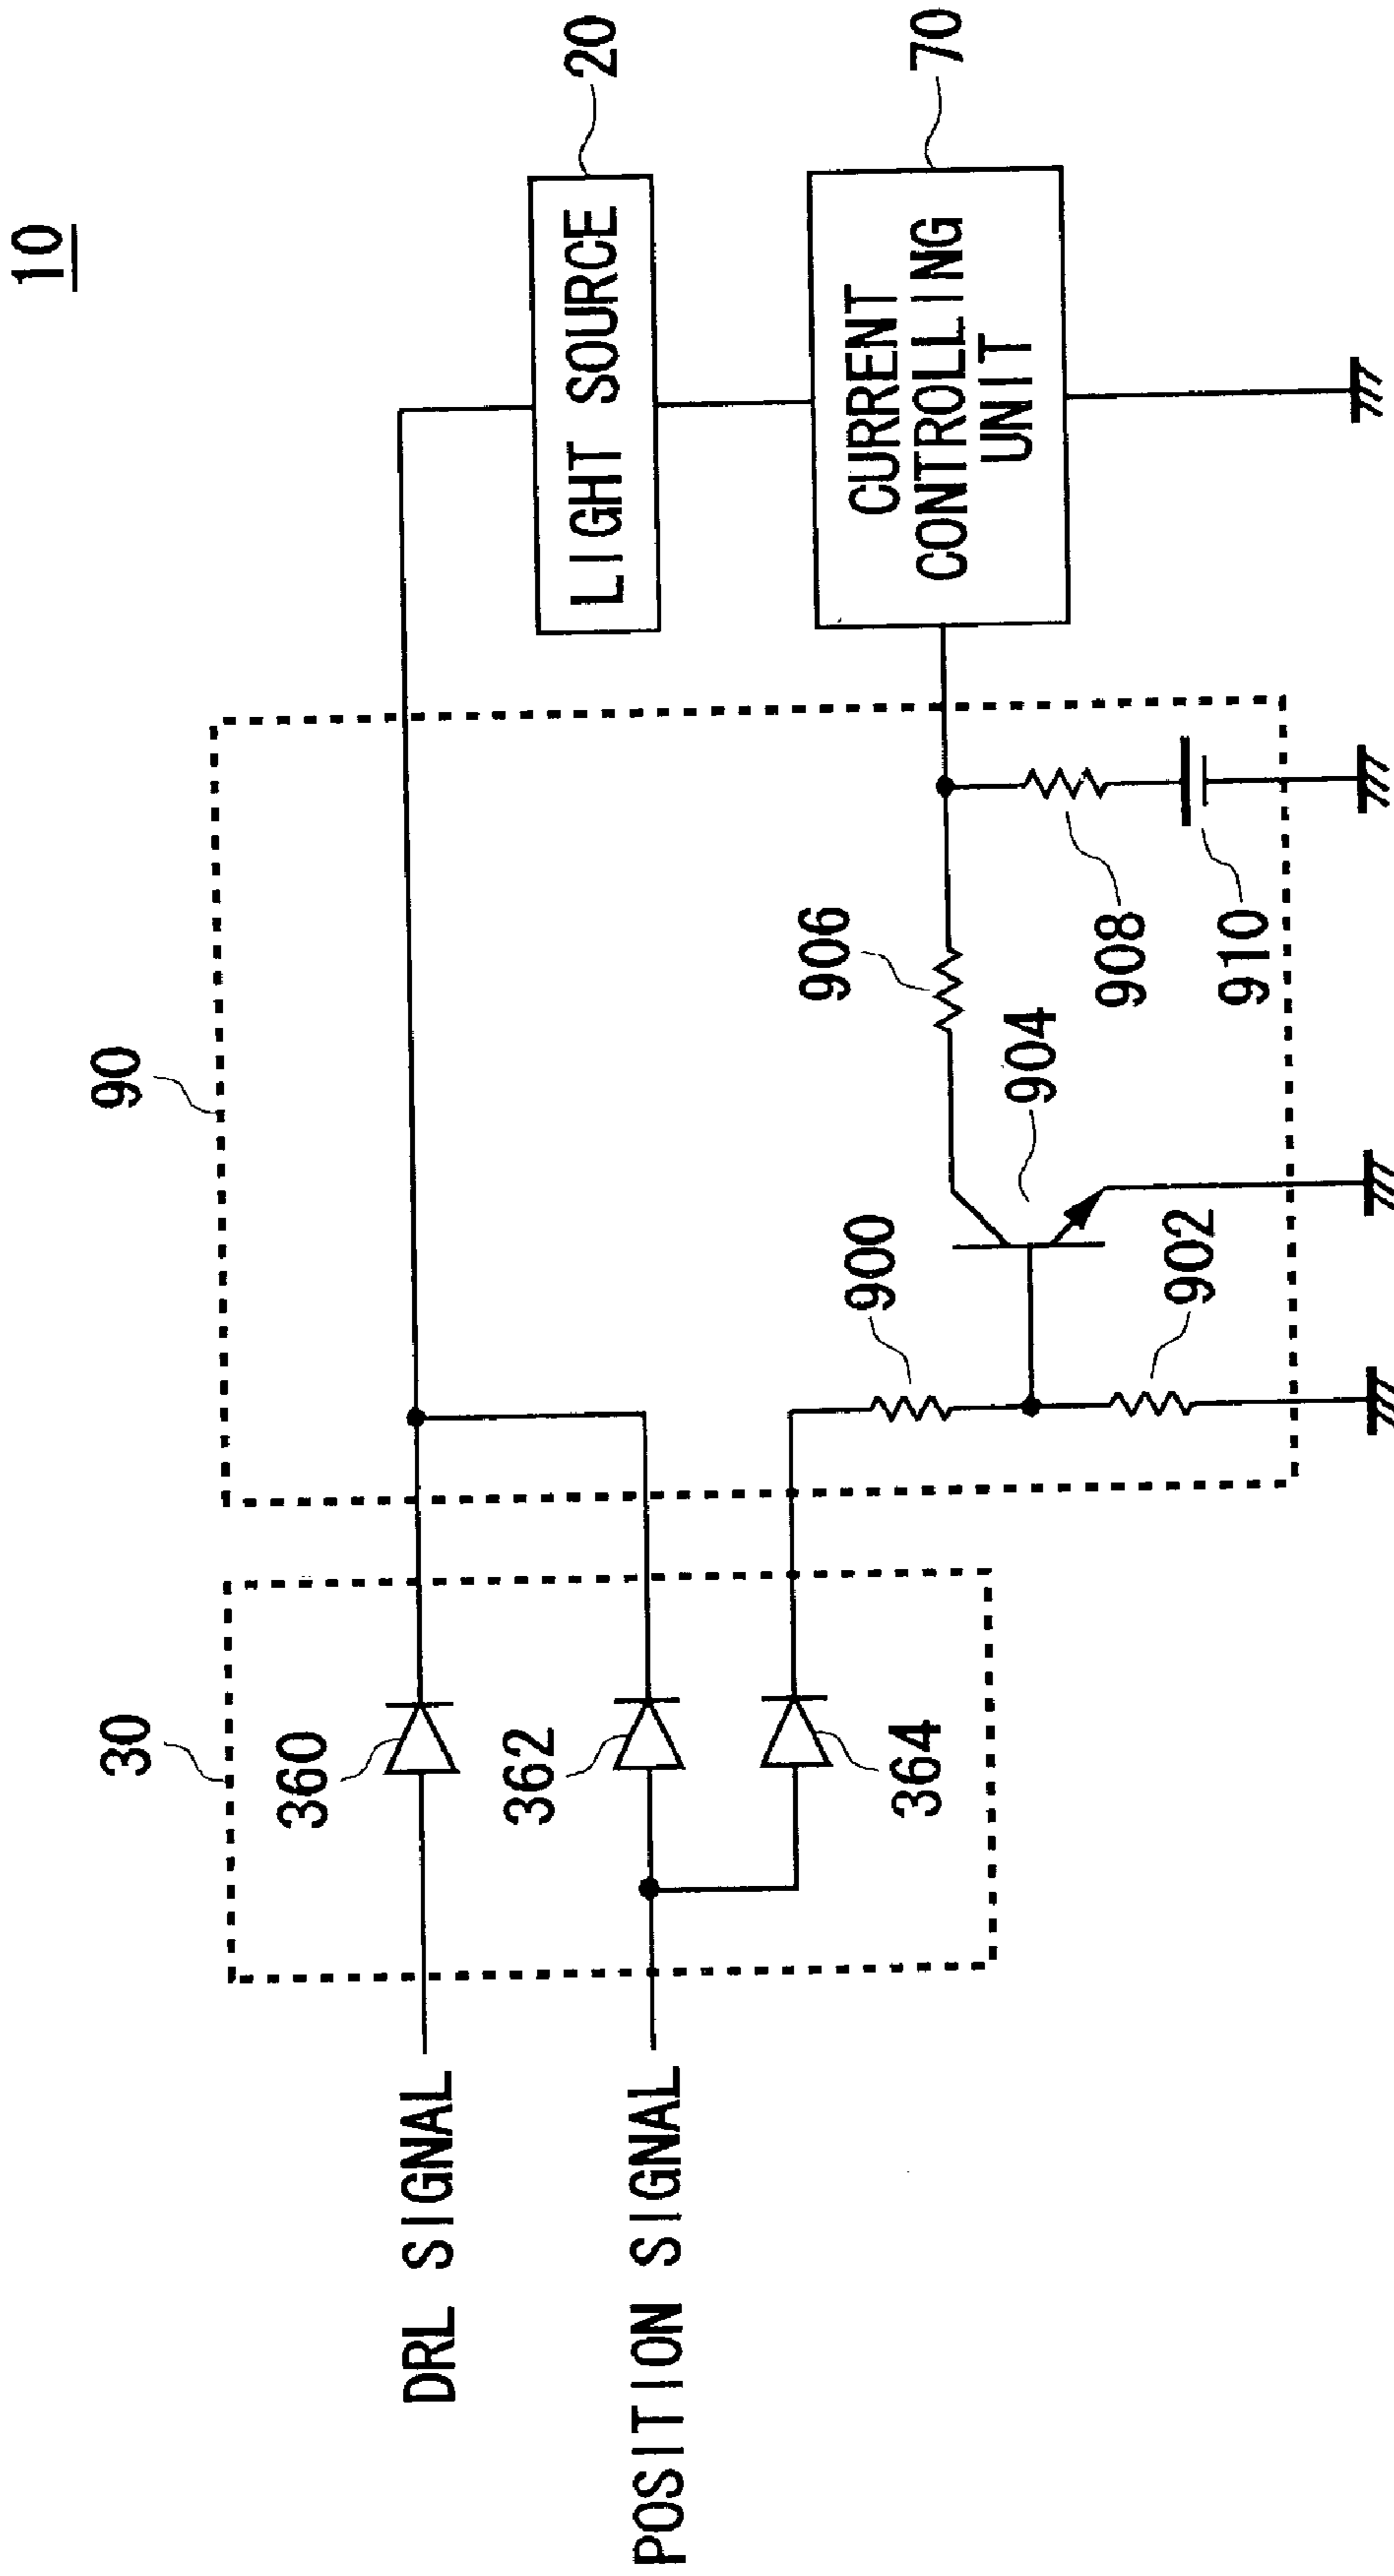 10
90
30
20
70
DRL SIGNAL
POSITION SIGNAL
360
362
364
LIGHT SOURCE
CURRENT
CONTROLLING
UNIT
900
902
904
906
908
910